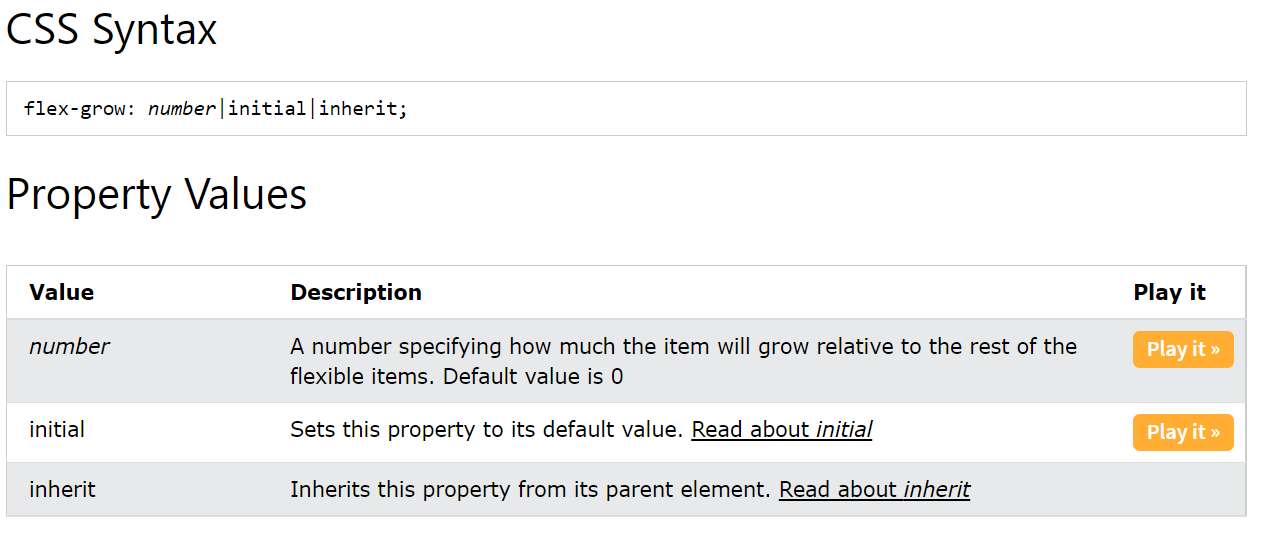 CSS Syntax
flex-grow: number|initial|inherit;
Property Values
Value Description Play it
number A number specifying how much the item will grow relative to the rest of the Play it »
flexible items. Default value is 0
initial Sets this property to its default value. Read about initial Play it »
inherit Inherits this property from its parent element. Read about inherit